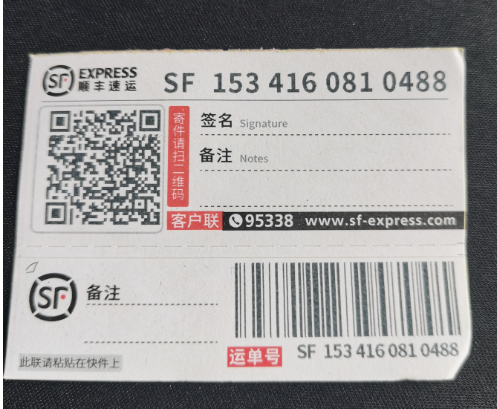 SF EXPRESS
顺丰速运
SF 153 416 081 0488
寄件请扫二维码
签名 Signature
备注 Notes
客户联 95338 www.sf-express.com
SF
备注
此联请粘贴在快件上
运单号 SF 153 416 081 0488